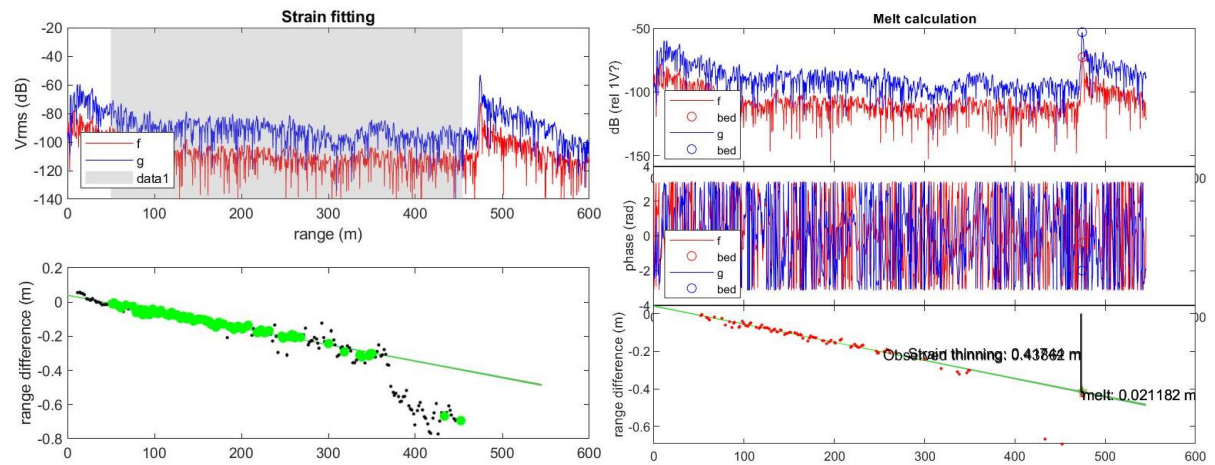 Strain fitting
-20
-40
-60
-80
-100
-120
-140
Vrms (dB)
f
g
data1
0 100 200 300 400 500 600
range (m)
0.2
0
-0.2
-0.4
-0.6
-0.8
range difference (m)
0 100 200 300 400 500 600
Melt calculation
-50
-100
-150
dB (rel 1V?)
f
bed
g
bed
4
2
0
-2
-4
phase (rad)
f
bed
g
bed
00
0
-0.2
-0.4
-0.6
range difference (m)
00
Strain thinning:
melt: 0.021182 m
0 100 200 300 400 500 600